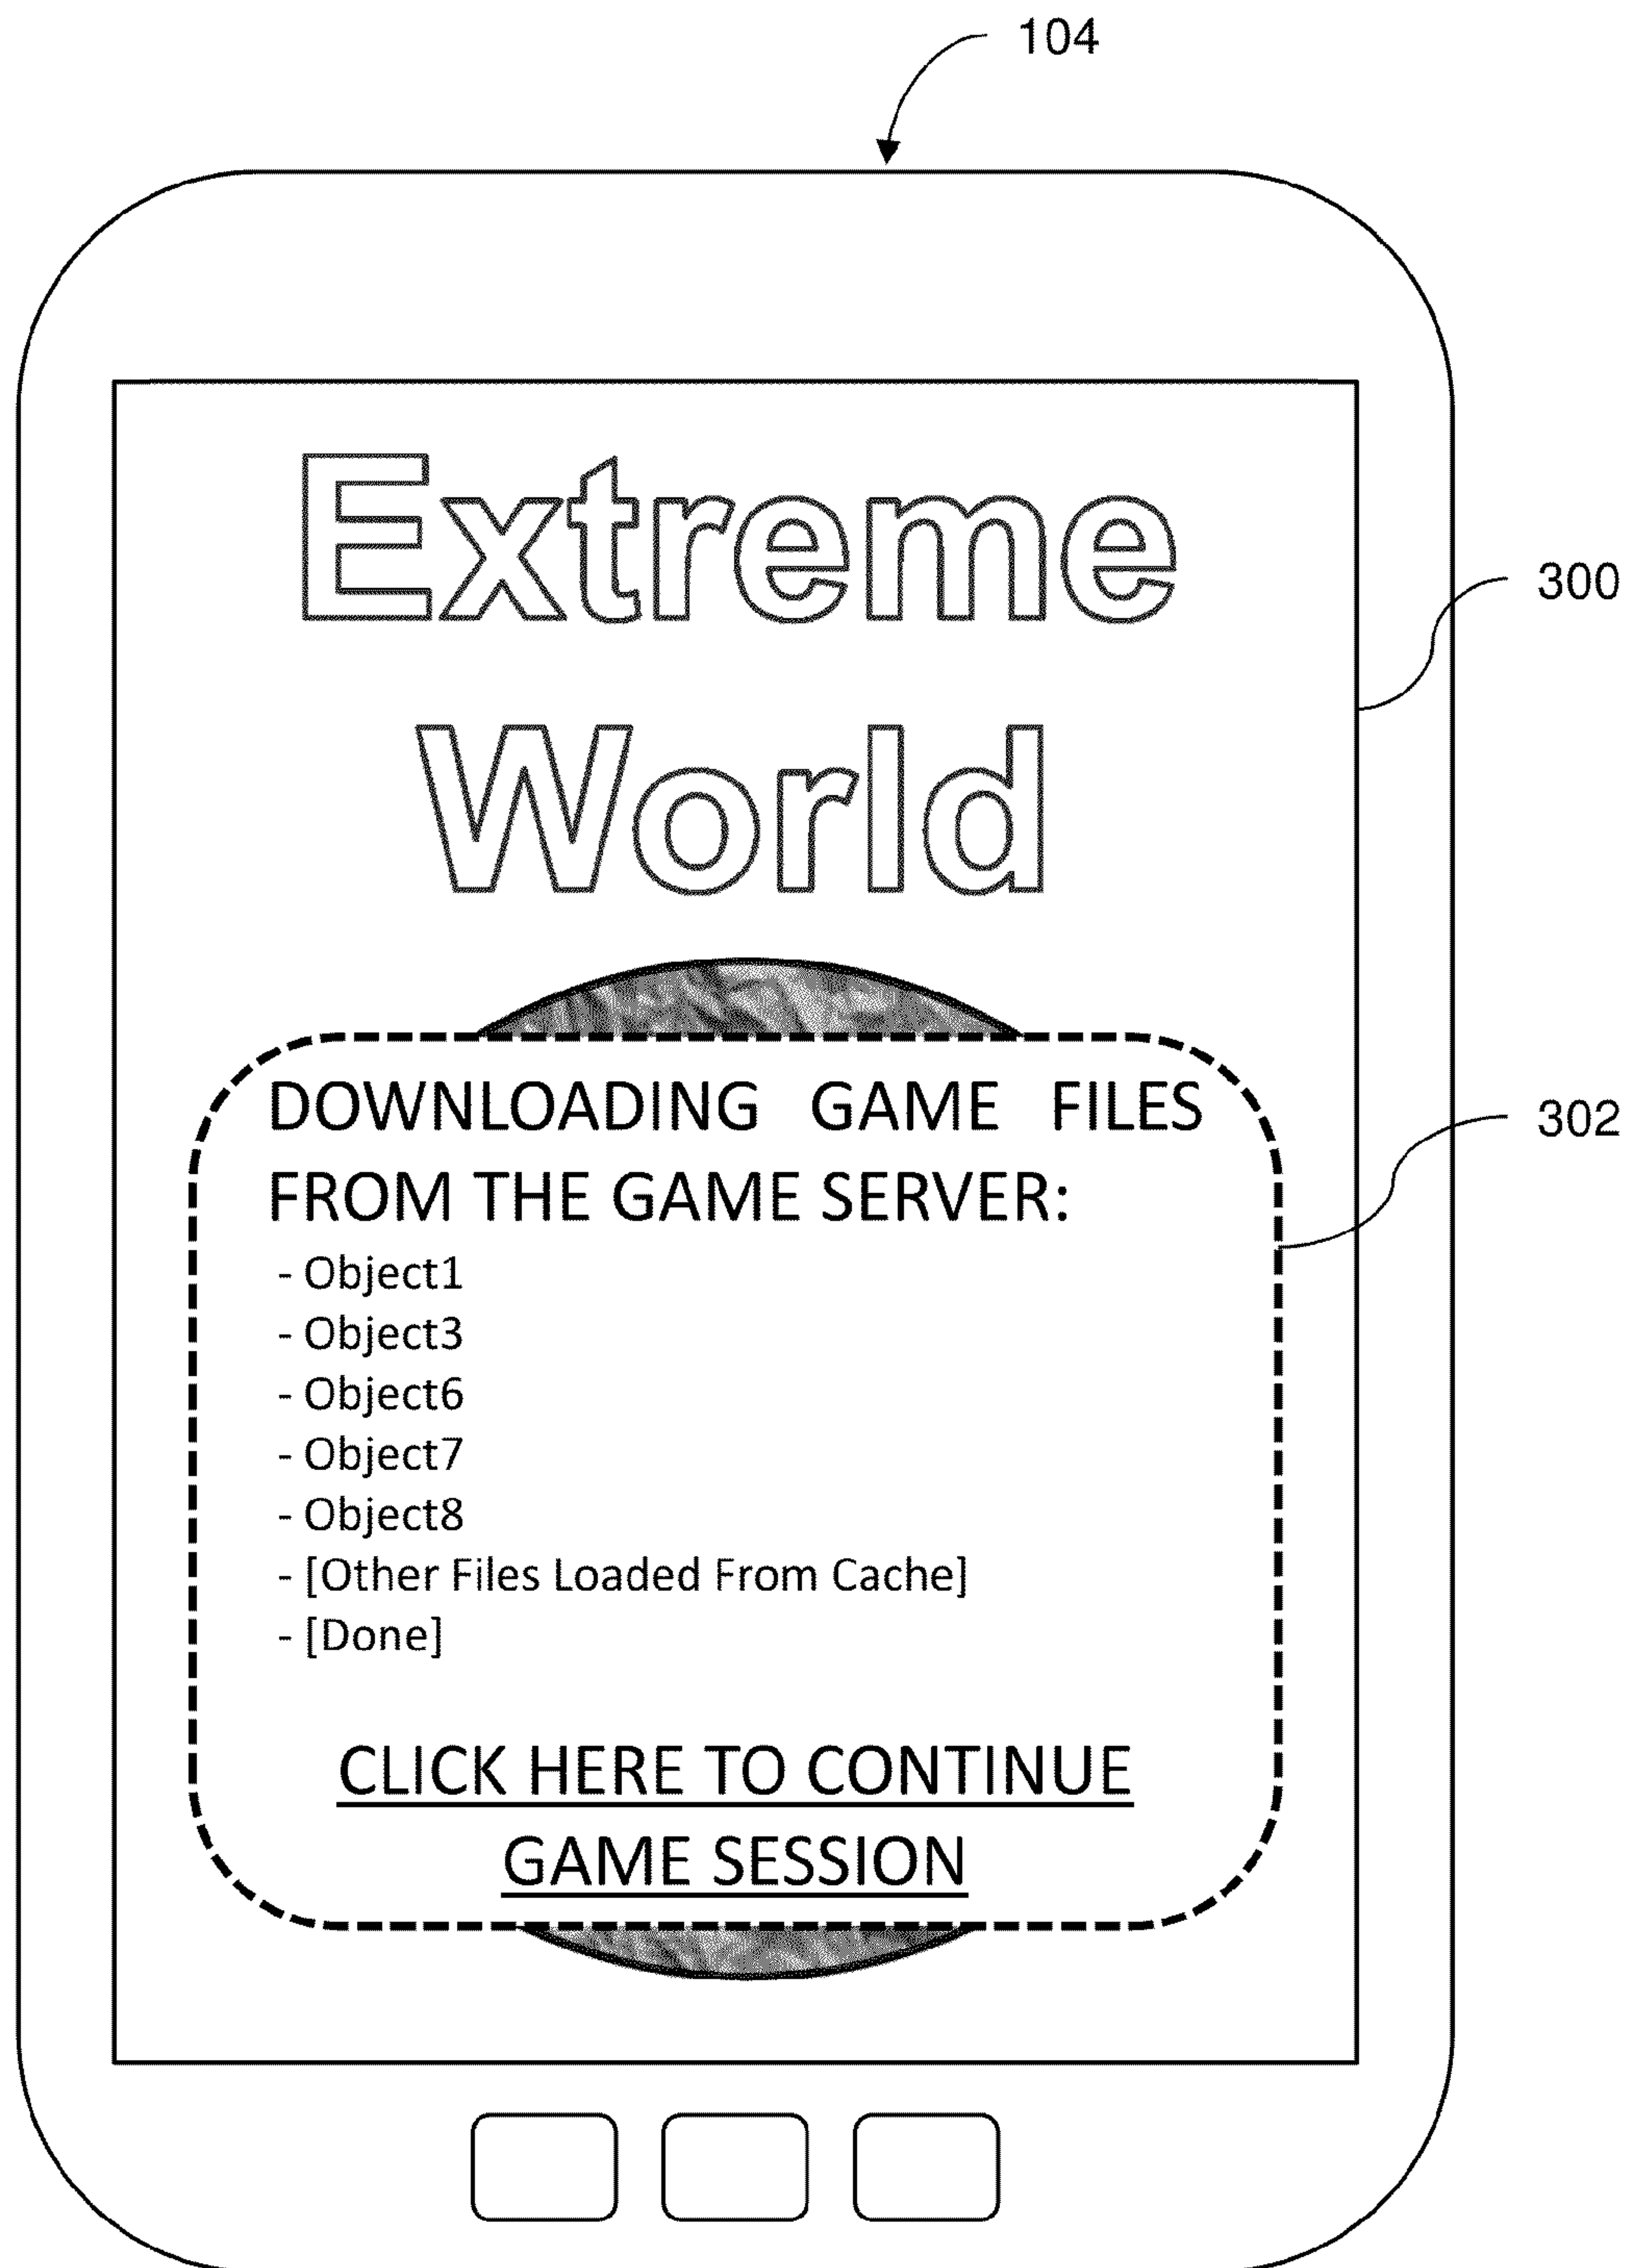 104
Extreme
300
World
DOWNLOADING GAME FILES
302
FROM THE GAME SERVER:
- Object1
- Object3
- Object6
- Object7
- Object8
- [Other Files Loaded From Cache]
- [Done]
CLICK HERE TO CONTINUE
GAME SESSION